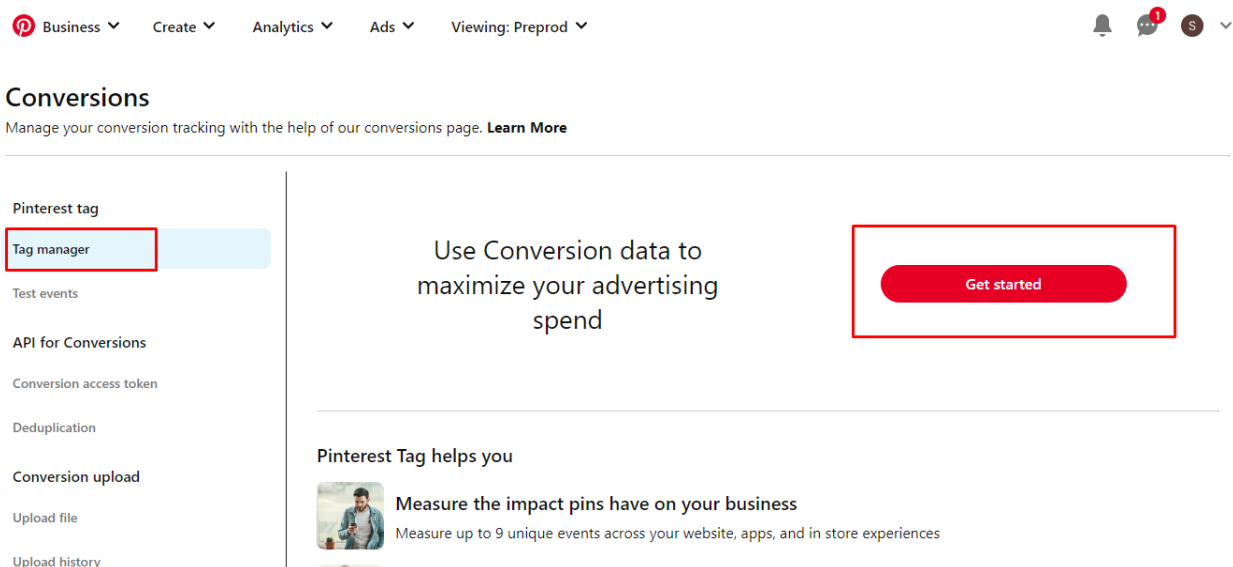 Business Create Analytics Ads Viewing: Preprod 1 S
Conversions
Manage your conversion tracking with the help of our conversions page. Learn More
Pinterest tag
Tag manager
Test events
API for Conversions
Conversion access token
Deduplication
Conversion upload
Upload file
Upload history
Use Conversion data to
maximize your advertising
spend
Get started
Pinterest Tag helps you
Measure the impact pins have on your business
Measure up to 9 unique events across your website, apps, and in store experiences